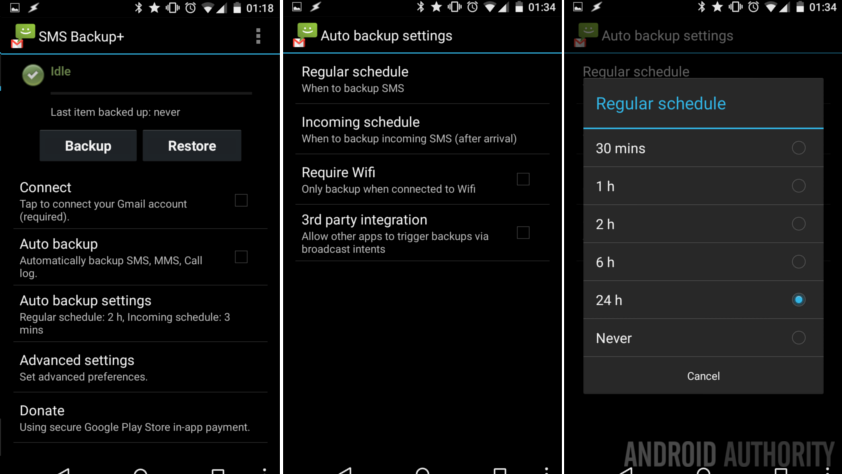 01:18
SMS Backup+
Idle
Last item backed up: never
Backup
Restore
Connect
Tap to connect your Gmail account
(required).
Auto backup
Automatically backup SMS, MMS, Call
log.
Auto backup settings
Regular schedule: 2 h, Incoming schedule: 3
mins
Advanced settings
Set advanced preferences.
Donate
Using secure Google Play Store in-app payment.
01:34
Auto backup settings
Regular schedule
When to backup SMS
Incoming schedule
When to backup incoming SMS (after arrival)
Require Wifi
Only backup when connected to Wifi
3rd party integration
Allow other apps to trigger backups via
broadcast intents
01:34
Auto backup settings
Regular schedule
Regular schedule
30 mins
1 h
2 h
6 h
24 h
Never
Cancel
ANDROID AUTHORITY